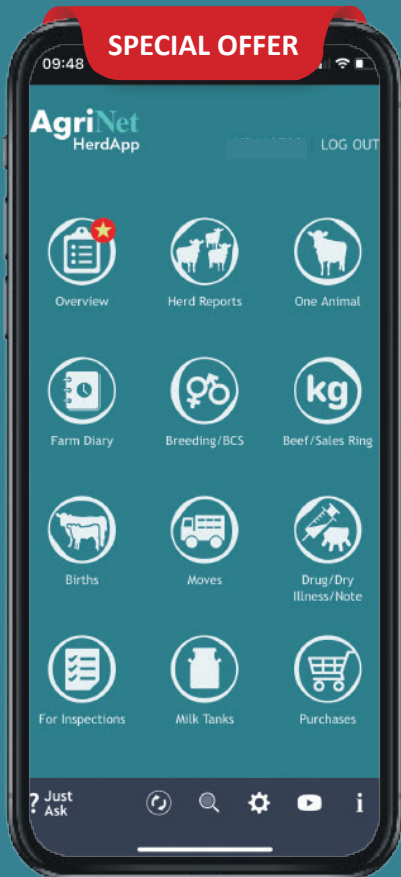 SPECIAL OFFER
09:48
AgriNet
HerdApp
LOG OUT
Overview
Herd Reports
One Animal
Farm Diary
Breeding/BCS
kg
Beef/Sales Ring
Births
Moves
Drug/Dry
Illness/Note
For Inspections
Milk Tanks
Purchases
? Just
Ask
i